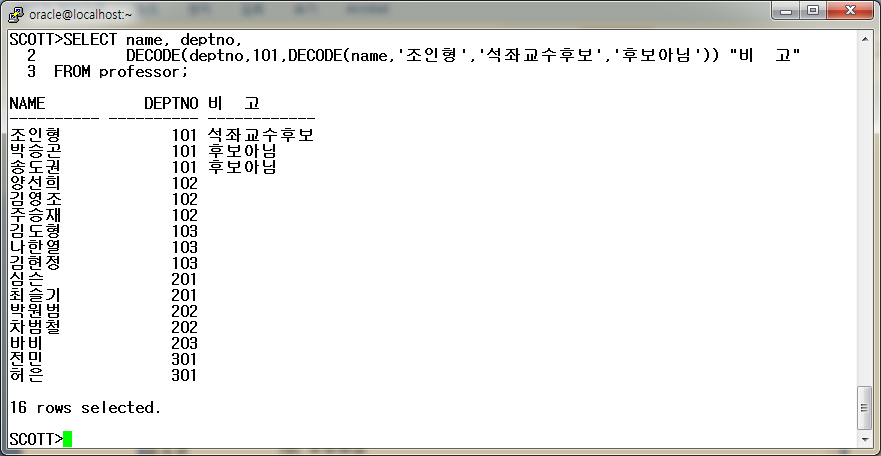 oracle@localhost:~
SCOTT>SELECT name, deptno,
  2          DECODE(deptno,101,DECODE(name,'조인형','석좌교수후보','후보아님')) "비  고"
  3  FROM professor;
NAME           DEPTNO 비  고
---------- ---------- ------------
조인형            101 석좌교수후보
박승곤            101 후보아님
송도권            101 후보아님
양선희            102
김영조            102
주승재            102
김도형            103
나한열            103
김현정            103
심슨              201
최슬기            201
박원범            202
차범철            202
바비              203
전민              301
허은              301
16 rows selected.
SCOTT>